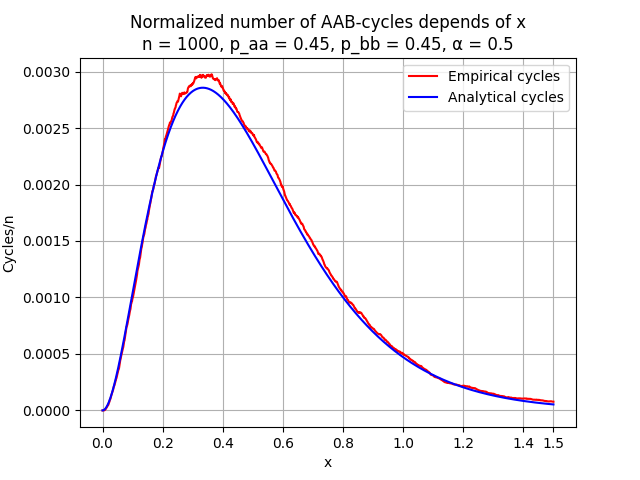 Normalized number of AAB-cycles depends of x
n = 1000, p_aa = 0.45, p_bb = 0.45, α = 0.5
Empirical cycles
Analytical cycles
0.0030
0.0025
0.0020
0.0015
0.0010
0.0005
0.0000
Cycles/n
0.0 0.2 0.4 0.6 0.8 1.0 1.2 1.4 1.5
x